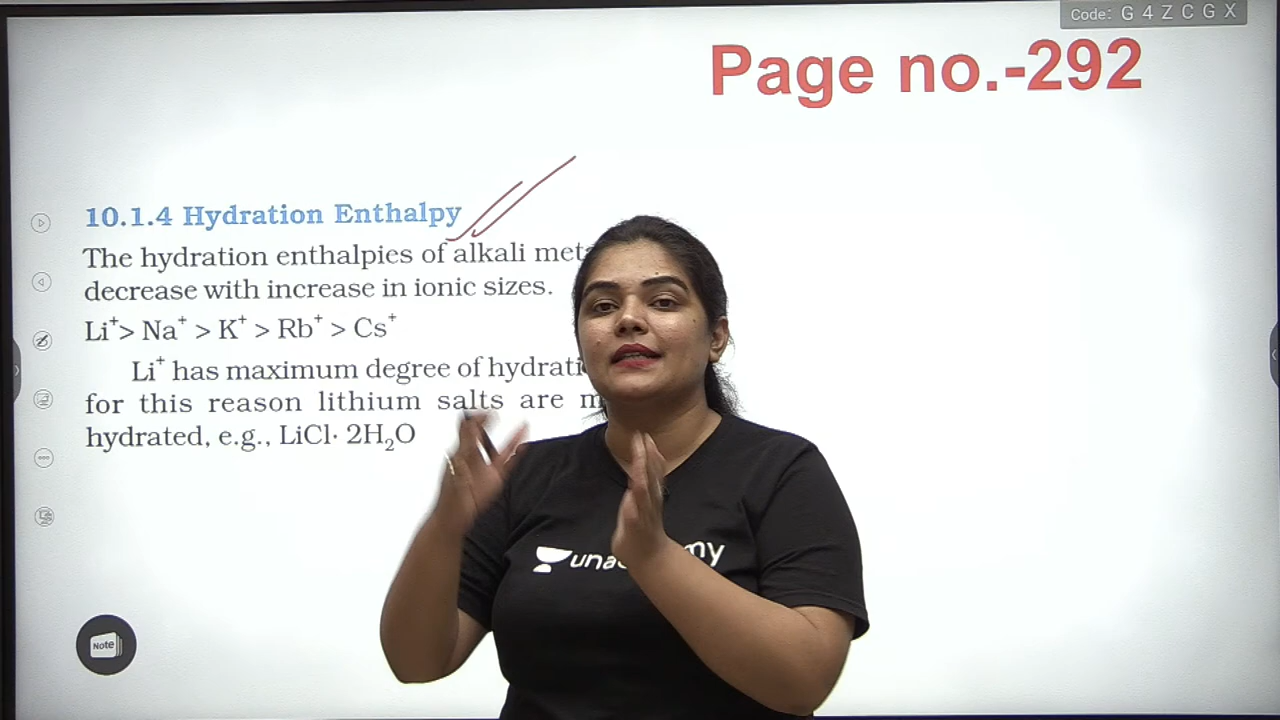 Code: G 4 Z C G X
Page no.-292
10.1.4 Hydration Enthalpy
The hydration enthalpies of alkali
decrease with increase in ionic sizes.
Li⁺> Na⁺ > K⁺ > Rb⁺ > Cs⁺
Li⁺ has maximum degree of
for this reason lithium salts are
hydrated, e.g., LiCl· 2H₂O
Note